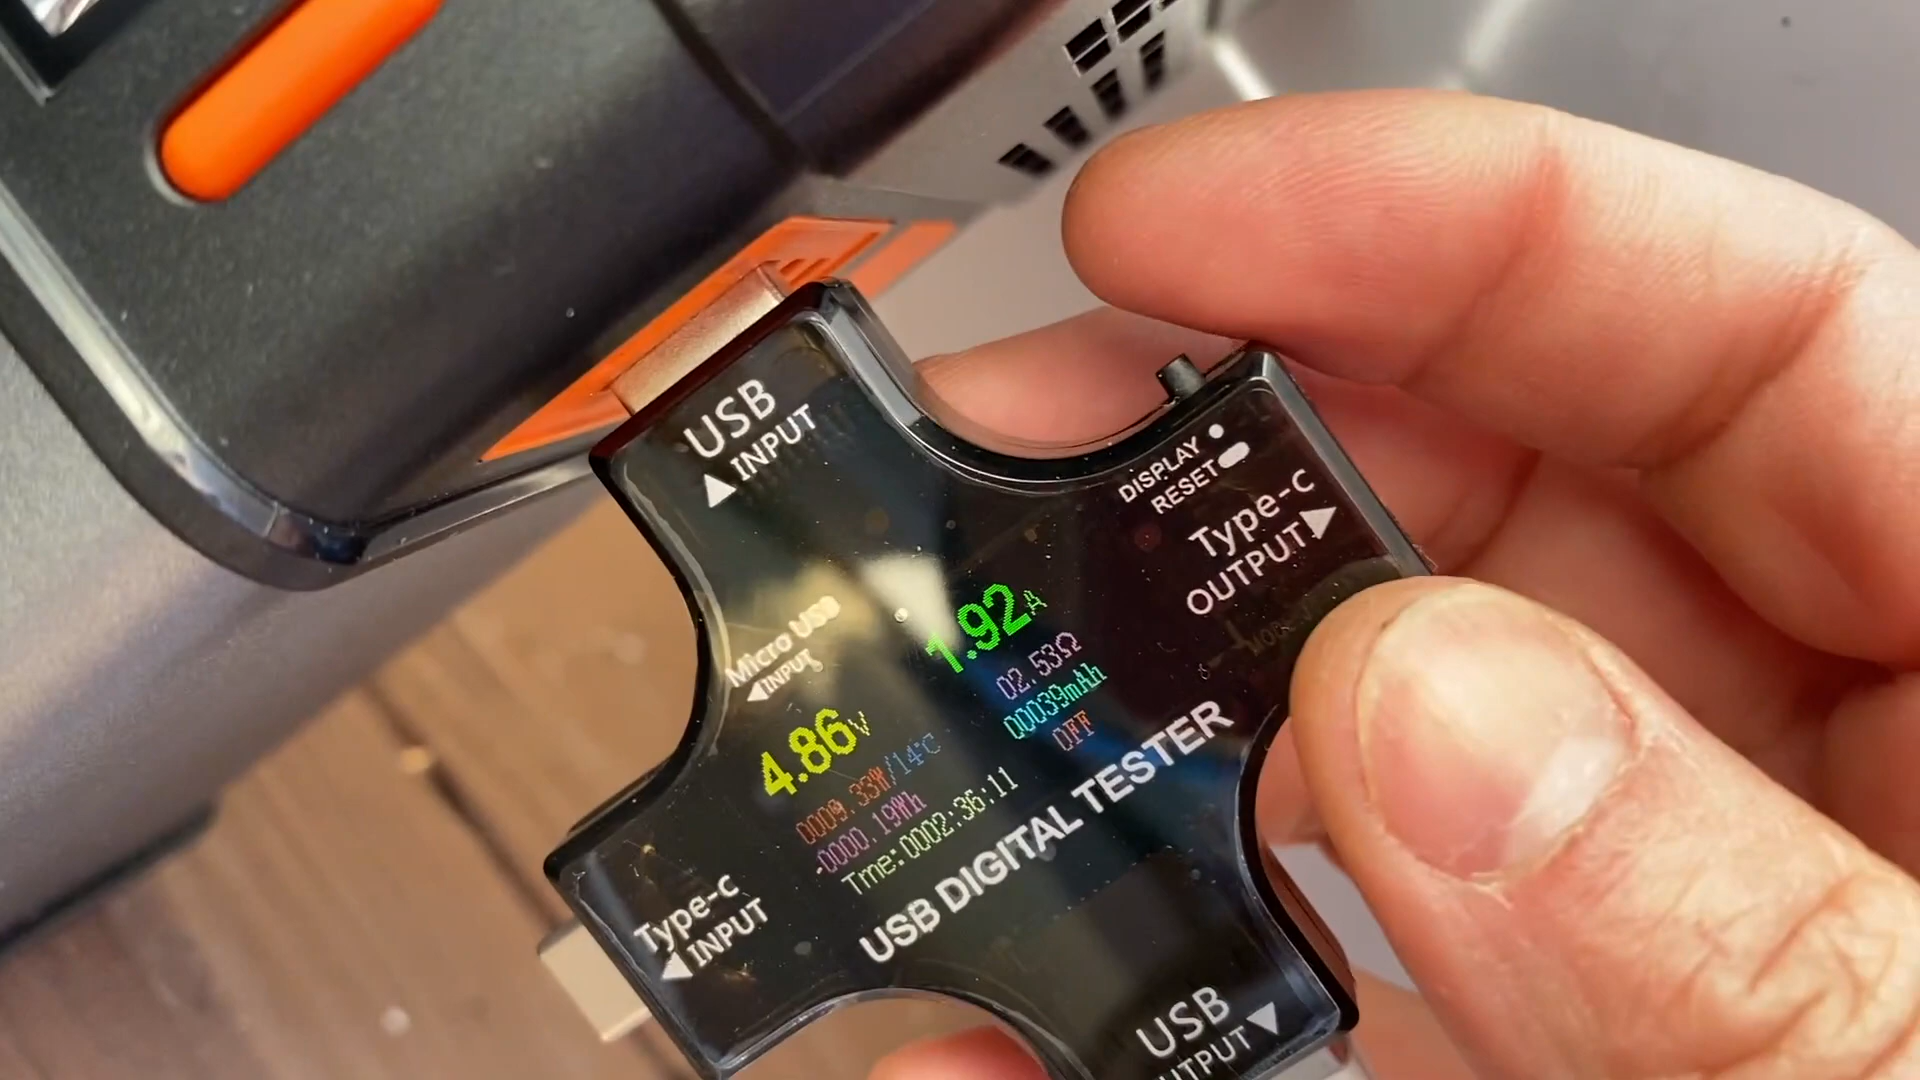 USB
INPUT
DISPLAY
RESET
Type-c
OUTPUT
Micro USB
INPUT
1.92A
02.53Ω
00039mAh
OFF
4.86V
0009.33W/14°C
-0000.19Wh
Tme:0002:36:11
USB DIGITAL TESTER
Type-c
INPUT
USB